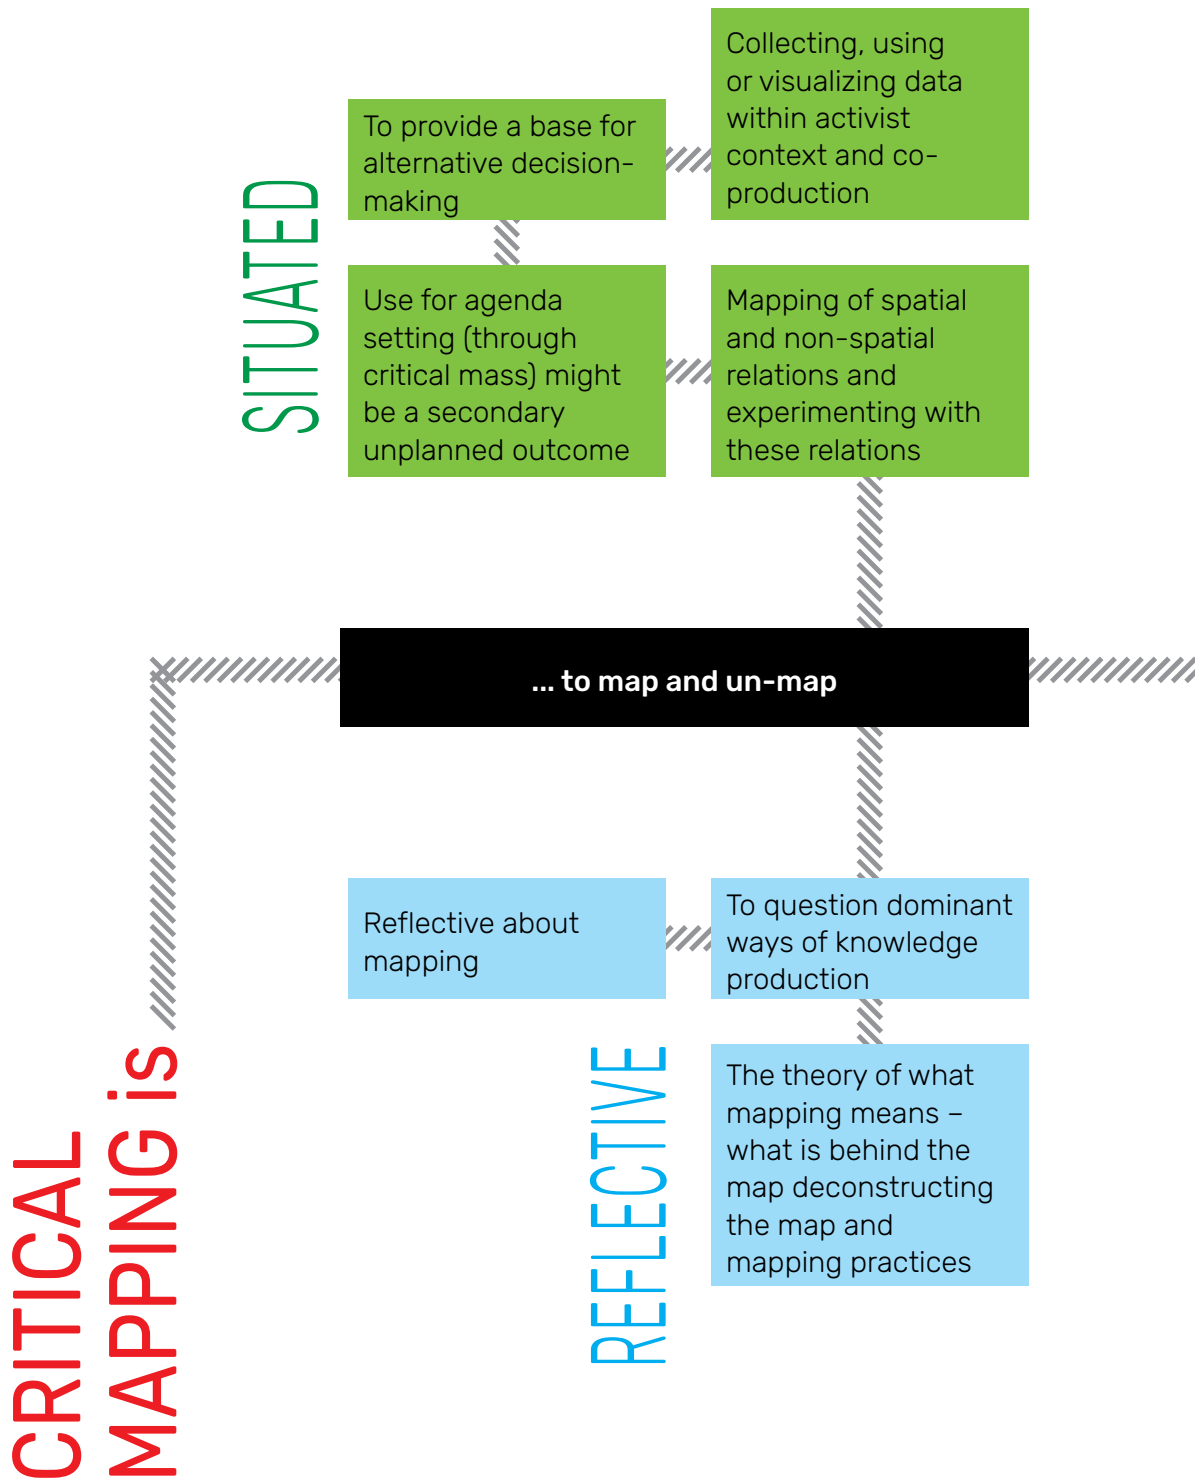 SITUATED
To provide a base for
alternative decision-
making
Collecting, using
or visualizing data
within activist
context and co-
production
Use for agenda
setting (through
critical mass) might
be a secondary
unplanned outcome
Mapping of spatial
and non-spatial
relations and
experimenting with
these relations
... to map and un-map
CRITICAL
MAPPING is
Reflective about
mapping
To question dominant
ways of knowledge
production
REFLECTIVE
The theory of what
mapping means –
what is behind the
map deconstructing
the map and
mapping practices